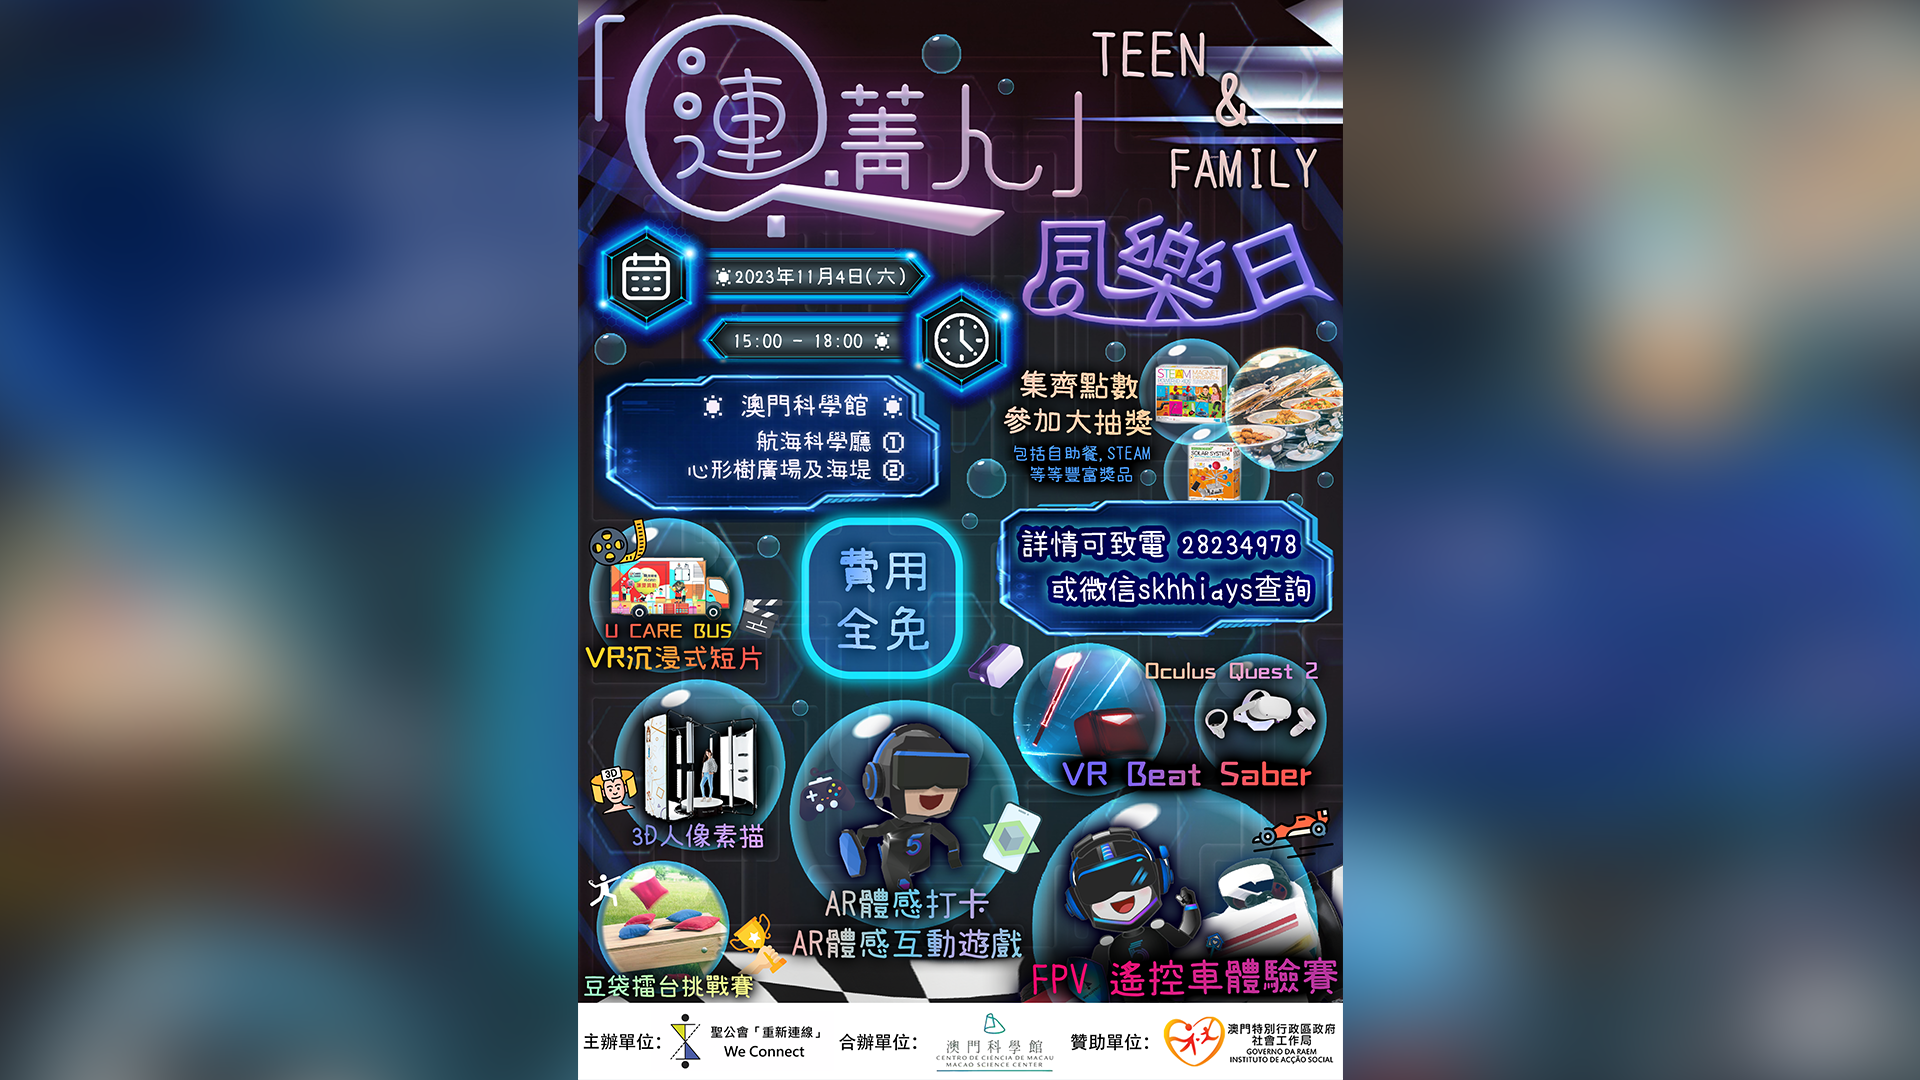 「連菁人」
TEEN
&
FAMILY
同樂日
2023年11月4日(六)
15:00 - 18:00
澳門科學館
航海科學廳 ①
心形樹廣場及海堤 ②
集齊點數
參加大抽獎
包括自助餐, STEAM
等等豐富獎品
STEAM
SOLAR SYSTEM
費用
全免
詳情可致電 28234978
或微信skhhiays查詢
U CARE BUS
VR沉浸式短片
Oculus Quest 2
VR Beat Saber
3D
3D人像素描
5
AR體感打卡
AR體感互動遊戲
FPV 遙控車體驗賽
豆袋擂台挑戰賽
主辦單位:
聖公會「重新連線」
We Connect
合辦單位:
澳門科學館
CENTRO DE CIÊNCIA DE MACAU
MACAO SCIENCE CENTER
贊助單位:
澳門特別行政區政府
社會工作局
GOVERNO DA RAEM
INSTITUTO DE ACÇÃO SOCIAL